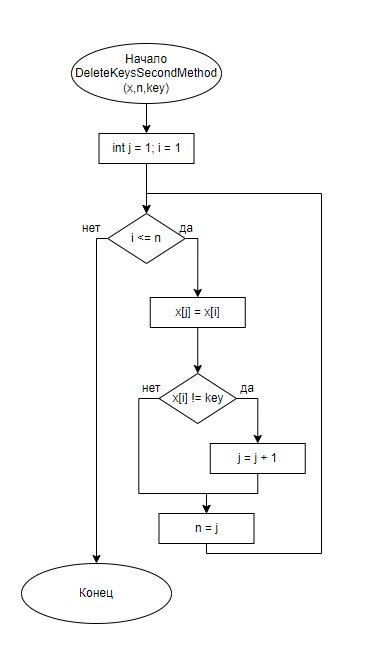 Начало
DeleteKeysSecondMethod
(x,n,key)
int j = 1; i = 1
нет
да
i <= n
x[j] = x[i]
нет
да
x[i] != key
j = j + 1
n = j
Конец